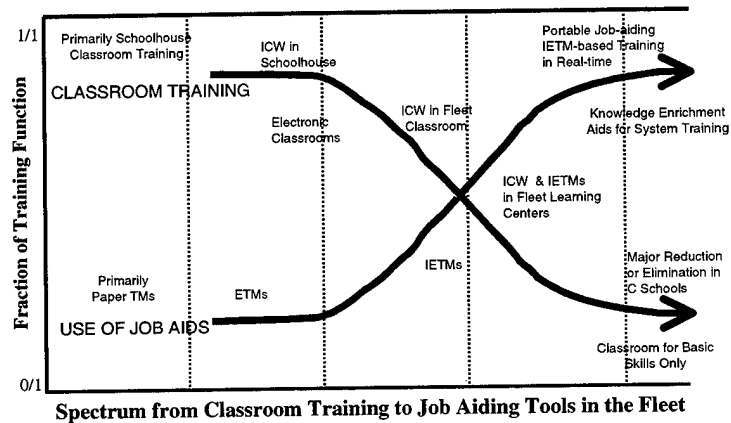 1/1
Primarily Schoolhouse
Classroom Training
ICW in
Schoolhouse
Portable Job-aiding
IETM-based Training
in Real-time
CLASSROOM TRAINING
Electronic
Classrooms
ICW in Fleet
Classroom
Knowledge Enrichment
Aids for System Training
ICW & IETMs
in Fleet Learning
Centers
Fraction of Training Function
Primarily
Paper TMs
ETMs
IETMs
Major Reduction
or Elimination in
C Schools
USE OF JOB AIDS
Classroom for Basic
Skills Only
0/1
Spectrum from Classroom Training to Job Aiding Tools in the Fleet